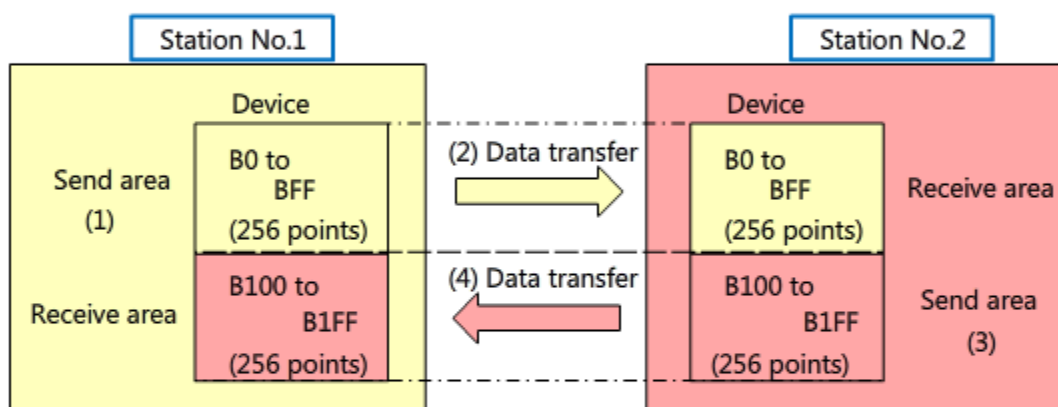 Station No.1
Station No.2
Device
Device
Send area
(1)
B0 to
BFF
(256 points)
(2) Data transfer
B0 to
BFF
(256 points)
Receive area
Receive area
B100 to
B1FF
(256 points)
(4) Data transfer
B100 to
B1FF
(256 points)
Send area
(3)